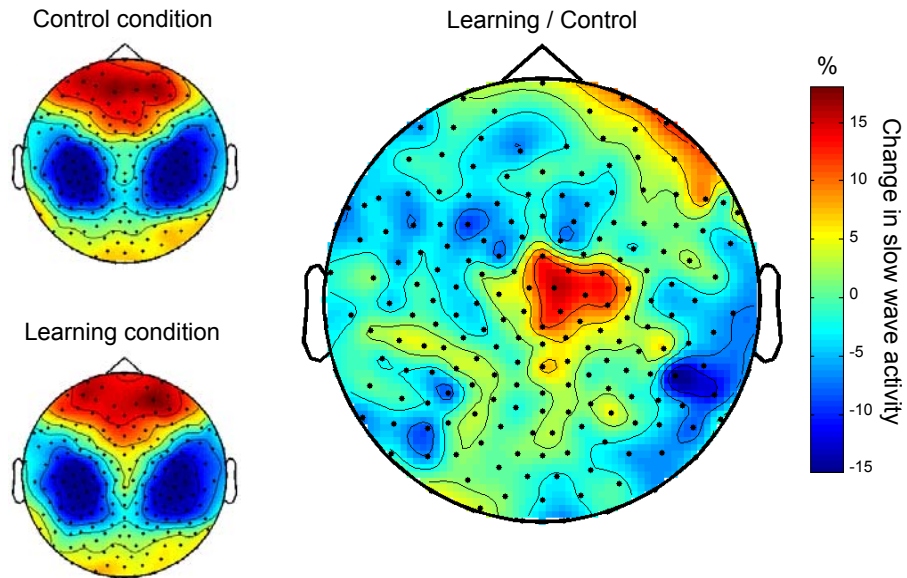 Control condition
Learning / Control
%
15
10
5
0
-5
-10
-15
Change in slow wave activity
Learning condition